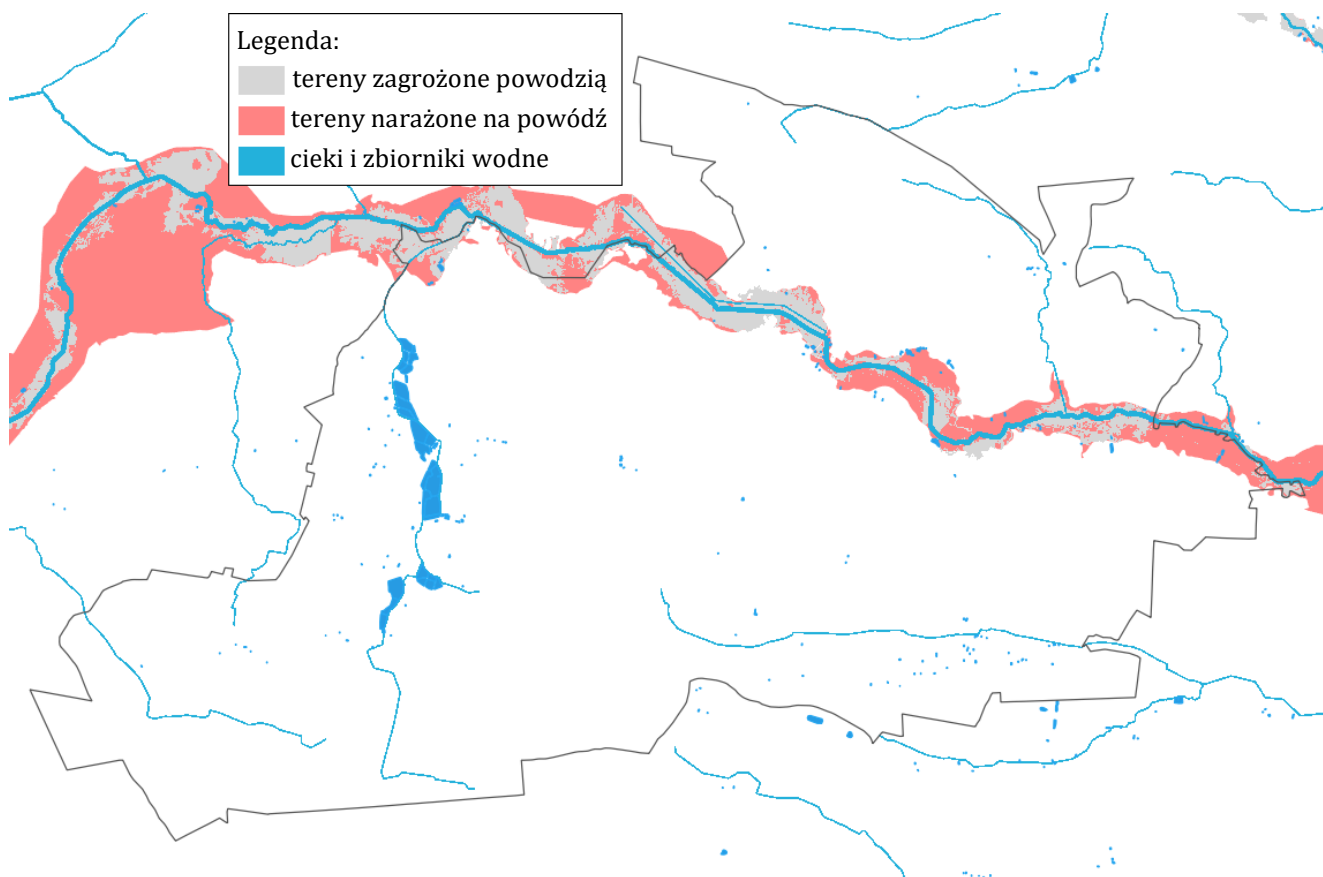 Legenda:
tereny zagrożone powodzią
tereny narażone na powódź
cieki i zbiorniki wodne